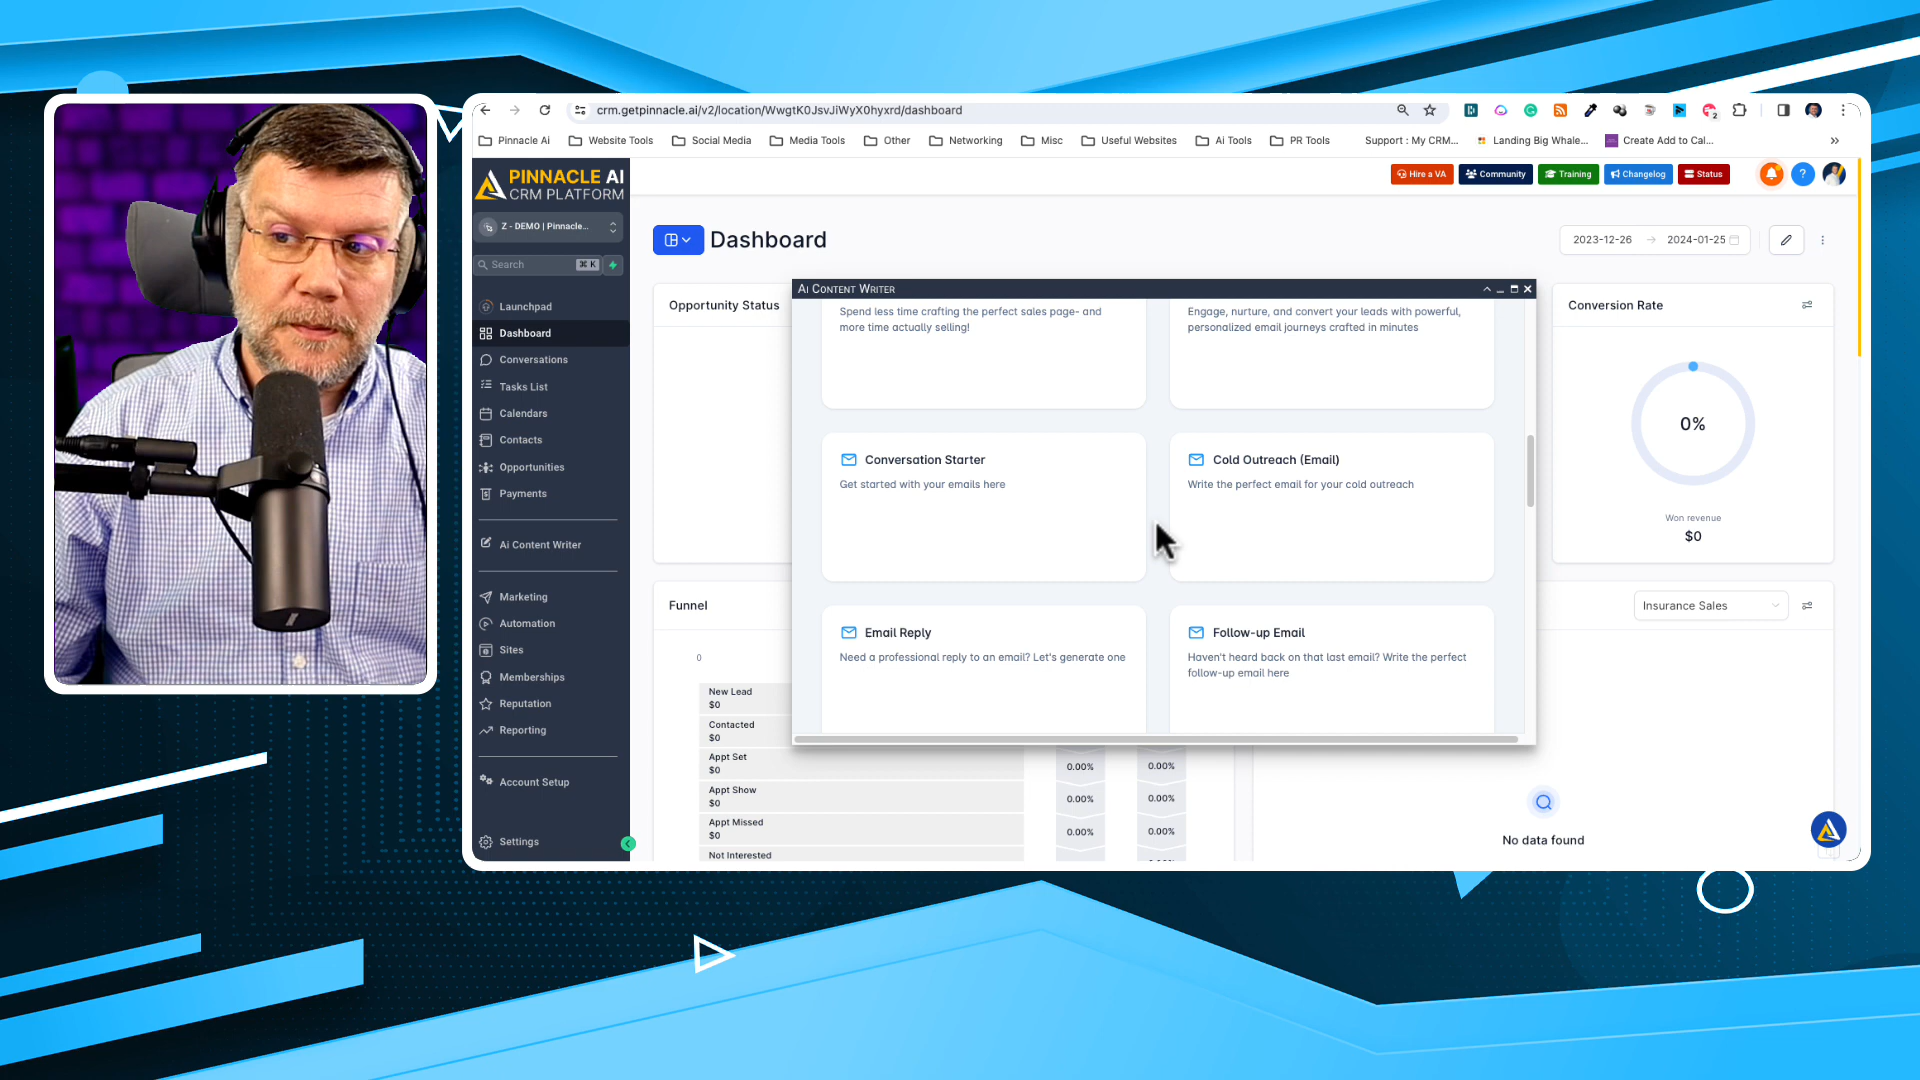 crm.getpinnacle.ai/v2/location/WwgtK0JsvJiWyX0hyxrd/dashboard
2
Pinnacle Ai
Website Tools
Social Media
Media Tools
Other
Networking
Misc
Useful Websites
Ai Tools
PR Tools
Support : My CRM...
Landing Big Whale...
Create Add to Cal...
PINNACLE AI
CRM PLATFORM
Hire a VA
Community
Training
Changelog
Status
?
Z - DEMO | Pinnacle...
Search
⌘ K
Launchpad
Dashboard
Conversations
Tasks List
Calendars
Contacts
Opportunities
Payments
Ai Content Writer
Marketing
Automation
Sites
Memberships
Reputation
Reporting
Account Setup
Settings
Dashboard
2023-12-26
2024-01-25
Opportunity Status
Ai Content Writer
Spend less time crafting the perfect sales page- and
more time actually selling!
Engage, nurture, and convert your leads with powerful,
personalized email journeys crafted in minutes
Conversation Starter
Get started with your emails here
Cold Outreach (Email)
Write the perfect email for your cold outreach
Email Reply
Need a professional reply to an email? Let's generate one
Follow-up Email
Haven't heard back on that last email? Write the perfect
follow-up email here
Conversion Rate
0%
Won revenue
$0
Funnel
0
New Lead
$0
Contacted
$0
Appt Set
$0
0.00%
0.00%
Appt Show
$0
0.00%
0.00%
Appt Missed
$0
0.00%
0.00%
Not Interested
Insurance Sales
No data found